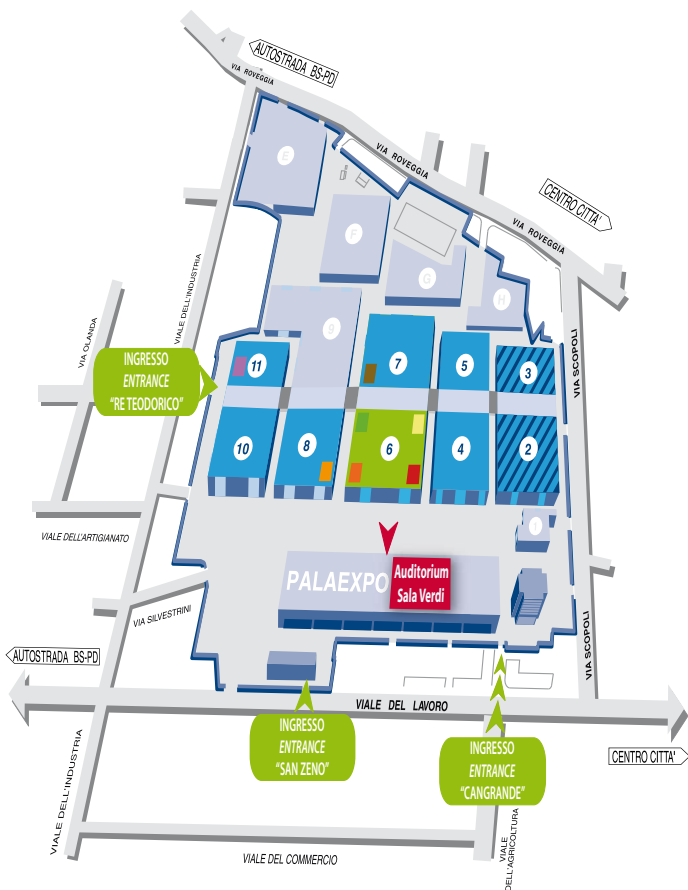 AUTOSTRADA BS-PD
VIA ROVEGGIA
VIA ROVEGGIA
CENTRO CITTA'
VIA ROVEGGIA
E
F
G
H
9
VIALE DELL'INDUSTRIA
VIA OLANDA
VIA SCOPOLI
INGRESSO
ENTRANCE
"RE TEODORICO"
11
7
5
3
10
8
6
4
2
1
VIALE DELL'ARTIGIANATO
PALAEXPO
Auditorium
Sala Verdi
VIA SILVESTRINI
VIA SCOPOLI
AUTOSTRADA BS-PD
VIALE DEL LAVORO
INGRESSO
ENTRANCE
"SAN ZENO"
INGRESSO
ENTRANCE
"CANGRANDE"
CENTRO CITTA'
VIALE DELL'INDUSTRIA
VIALE DEL COMMERCIO
VIALE
DELL'AGRICOLTURA